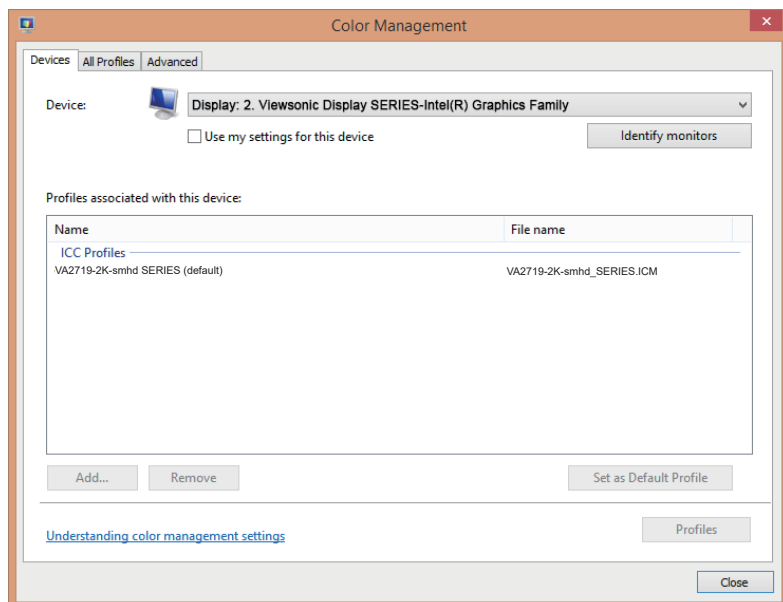 Color Management
Devices All Profiles Advanced
Device: Display: 2. Viewsonic Display SERIES-Intel(R) Graphics Family
Use my settings for this device Identify monitors
Profiles associated with this device:
Name File name
ICC Profiles
VA2719-2K-smhd SERIES (default) VA2719-2K-smhd_SERIES.ICM
Add... Remove Set as Default Profile
Understanding color management settings Profiles
Close